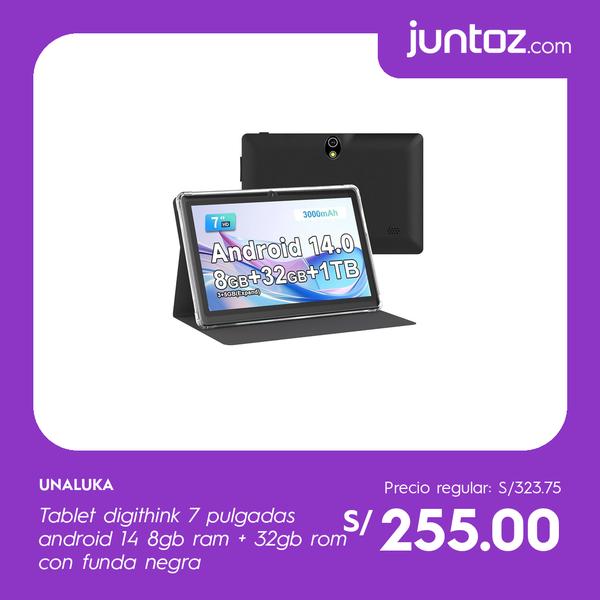 juntoz.com
7" HD
3000mAh
Android 14.0
8GB+32GB+1TB
3+5GB(Expand)
UNALUKA
Precio regular: S/323.75
Tablet digithink 7 pulgadas
android 14 8gb ram + 32gb rom
con funda negra
S/ 255.00